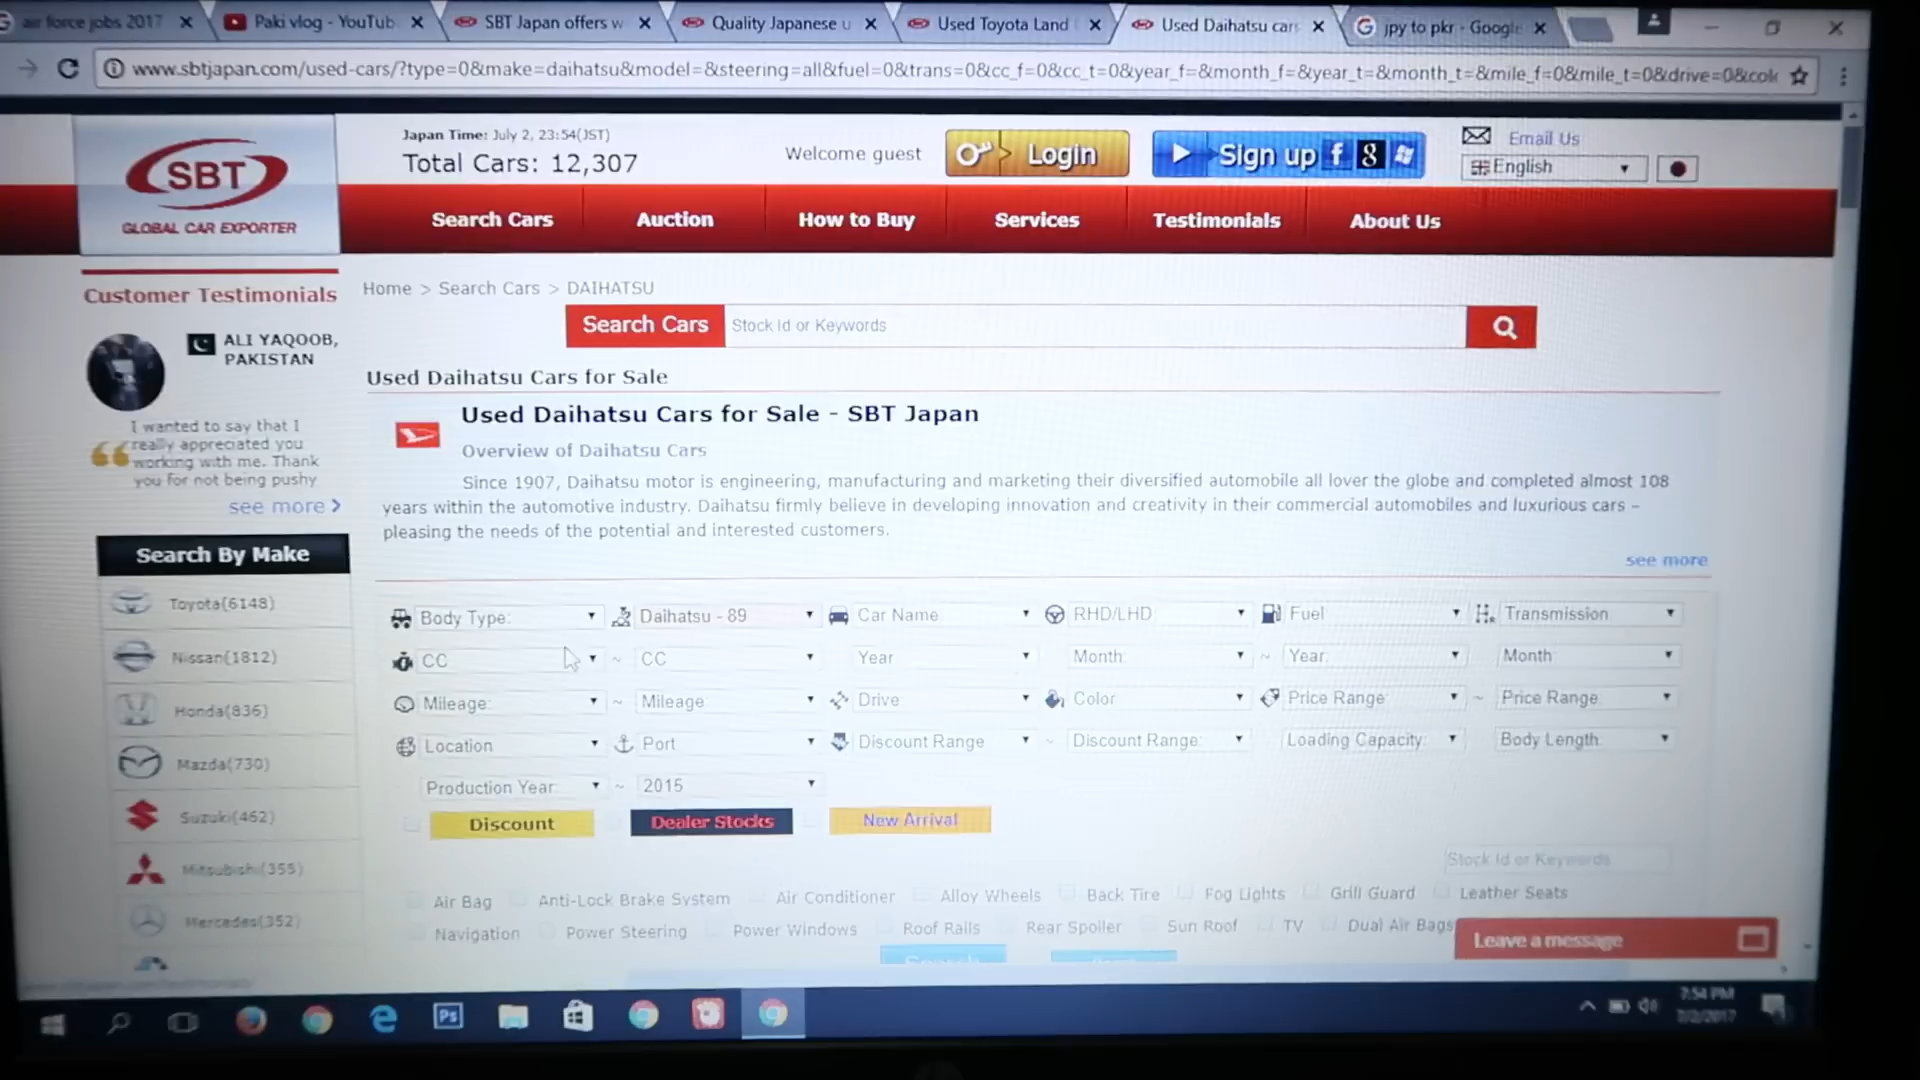 air force jobs 2017
Paki vlog - YouTub
SBT Japan offers w
Quality Japanese u
Used Toyota Land
Used Daihatsu car
jpy to pkr - Google
www.sbtjapan.com/used-cars/?type=0&make=daihatsu&model=&steering=all&fuel=0&trans=0&cc_f=0&cc_t=0&year_f=&month_f=&year_t=&month_t=&mile_f=0&mile_t=0&drive=0&colo
SBT
GLOBAL CAR EXPORTER
Japan Time: July 2, 23:54(JST)
Total Cars: 12,307
Welcome guest
Login
Sign up
Email Us
English
Search Cars
Auction
How to Buy
Services
Testimonials
About Us
Customer Testimonials
ALI YAQOOB,
PAKISTAN
I wanted to say that I
really appreciated you
working with me. Thank
you for not being pushy
see more >
Home > Search Cars > DAIHATSU
Search Cars
Stock Id or Keywords
Used Daihatsu Cars for Sale
Used Daihatsu Cars for Sale - SBT Japan
Overview of Daihatsu Cars
Since 1907, Daihatsu motor is engineering, manufacturing and marketing their diversified automobile all lover the globe and completed almost 108
years within the automotive industry. Daihatsu firmly believe in developing innovation and creativity in their commercial automobiles and luxurious cars –
pleasing the needs of the potential and interested customers.
see more
Search By Make
Toyota(6148)
Nissan(1812)
Honda(836)
Mazda(730)
Suzuki(462)
Mitsubishi(355)
Mercedes(352)
Body Type: Daihatsu - 89 Car Name RHD/LHD Fuel Transmission
CC ~ CC Year Month: ~ Year: Month
Mileage: ~ Mileage Drive Color Price Range: ~ Price Range
Location Port Discount Range ~ Discount Range: Loading Capacity: Body Length:
Production Year: ~ 2015
Discount
Dealer Stocks
New Arrival
Stock Id or Keywords
Air Bag Anti-Lock Brake System Air Conditioner Alloy Wheels Back Tire Fog Lights Grill Guard Leather Seats
Navigation Power Steering Power Windows Roof Rails Rear Spoiler Sun Roof TV Dual Air Bags
Search
Leave a message
Ps
7:54 PM
7/2/2017